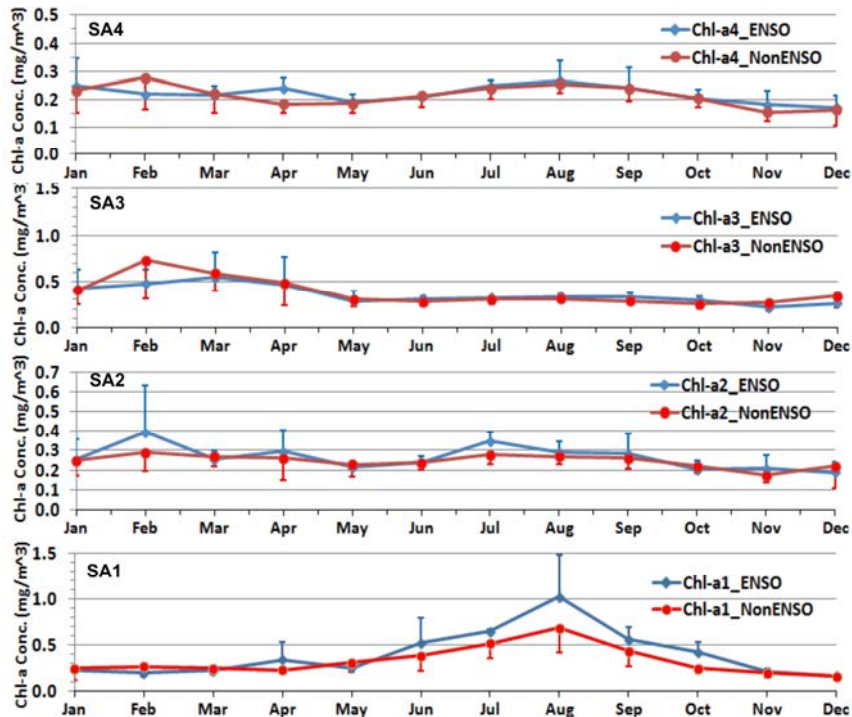 SA4
Chl-a4_ENSO
Chl-a4_NonENSO
Chl-a Conc. (mg/m^3)
0.5
0.4
0.3
0.2
0.1
0.0
Jan Feb Mar Apr May Jun Jul Aug Sep Oct Nov Dec
SA3
Chl-a3_ENSO
Chl-a3_NonENSO
Chl-a Conc. (mg/m^3)
1.5
1.0
0.5
0.0
Jan Feb Mar Apr May Jun Jul Aug Sep Oct Nov Dec
SA2
Chl-a2_ENSO
Chl-a2_NonENSO
Chl-a Conc. (mg/m^3)
0.7
0.6
0.5
0.4
0.3
0.2
0.1
0.0
Jan Feb Mar Apr May Jun Jul Aug Sep Oct Nov Dec
SA1
Chl-a1_ENSO
Chl-a1_NonENSO
Chl-a Conc. (mg/m^3)
1.5
1.0
0.5
0.0
Jan Feb Mar Apr May Jun Jul Aug Sep Oct Nov Dec